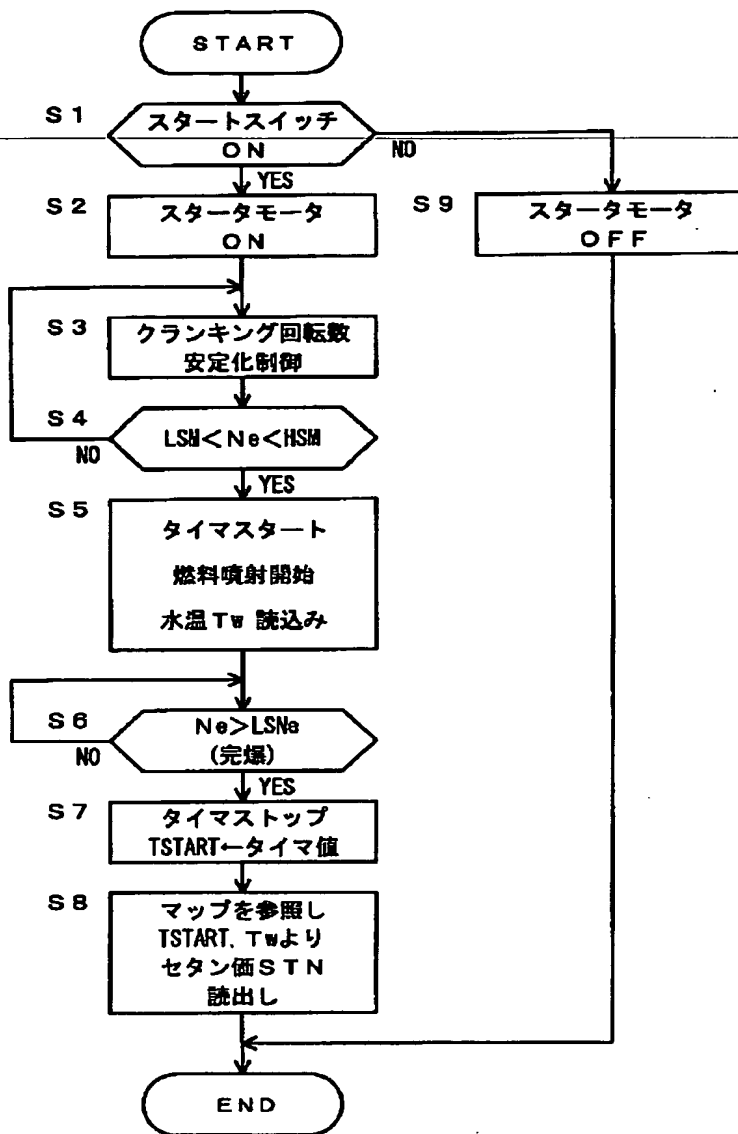 START
S1
スタートスイッチ
ON
NO
YES
S2
スタータモータ
ON
S9
スタータモータ
OFF
S3
クランキング回転数
安定化制御
S4
LSM<Ne<HSM
NO
YES
S5
タイマスタート
燃料噴射開始
水温Tw 読込み
S6
Ne>LSNe
(完爆)
NO
YES
S7
タイマストップ
TSTART←タイマ値
S8
マップを参照し
TSTART、Twより
セタン価STN
読出し
END